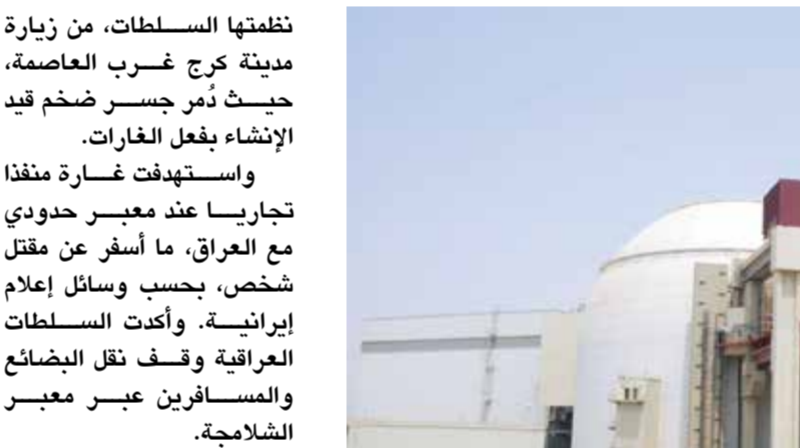 نظمتها السلطات، من زيارة
مدينة كرج غرب العاصمة،
حيث دُمر جسر ضخم قيد
الإنشاء بفعل الغارات.
واستهدفت غارة منفذا
تجاريا عند معبر حدودي
مع العراق، ما أسفر عن مقتل
شخص، بحسب وسائل إعلام
إيرانية. وأكدت السلطات
العراقية وقف نقل البضائع
والمسافرين عبر معبر
الشلامجة.